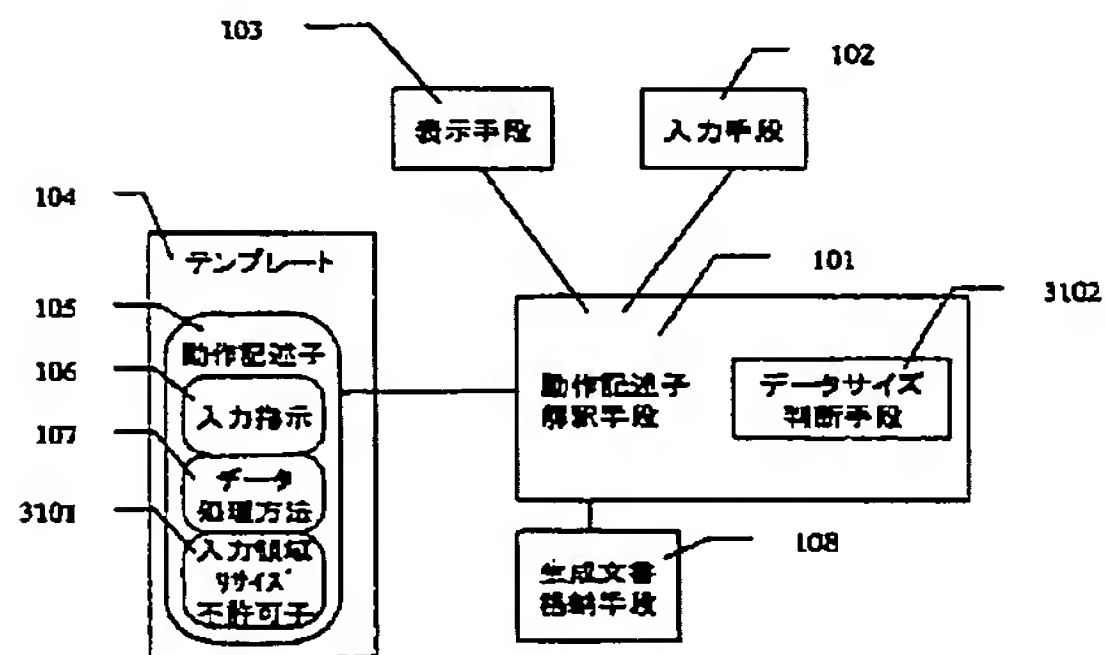 103
102
表示手段
入力手段
104
テンプレート
101
3102
105
動作記述子
106
入力指示
動作記述子
解釈手段
データサイズ
判断手段
107
データ
処理方法
3101
入力領域
リサイズ
不許可子
108
生成文書
格納手段